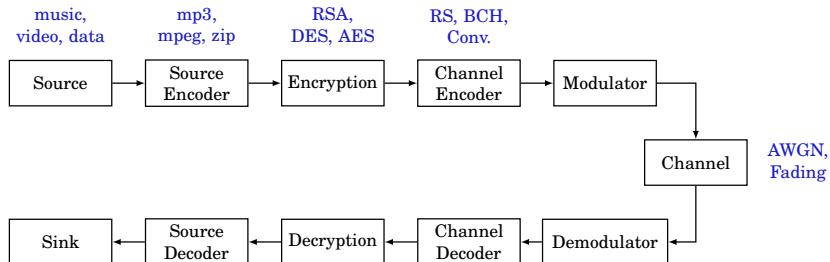 music,
video, data
mp3,
mpeg, zip
RSA,
DES, AES
RS, BCH,
Conv.
Source
Source
Encoder
Encryption
Channel
Encoder
Modulator
Channel
AWGN,
Fading
Sink
Source
Decoder
Decryption
Channel
Decoder
Demodulator